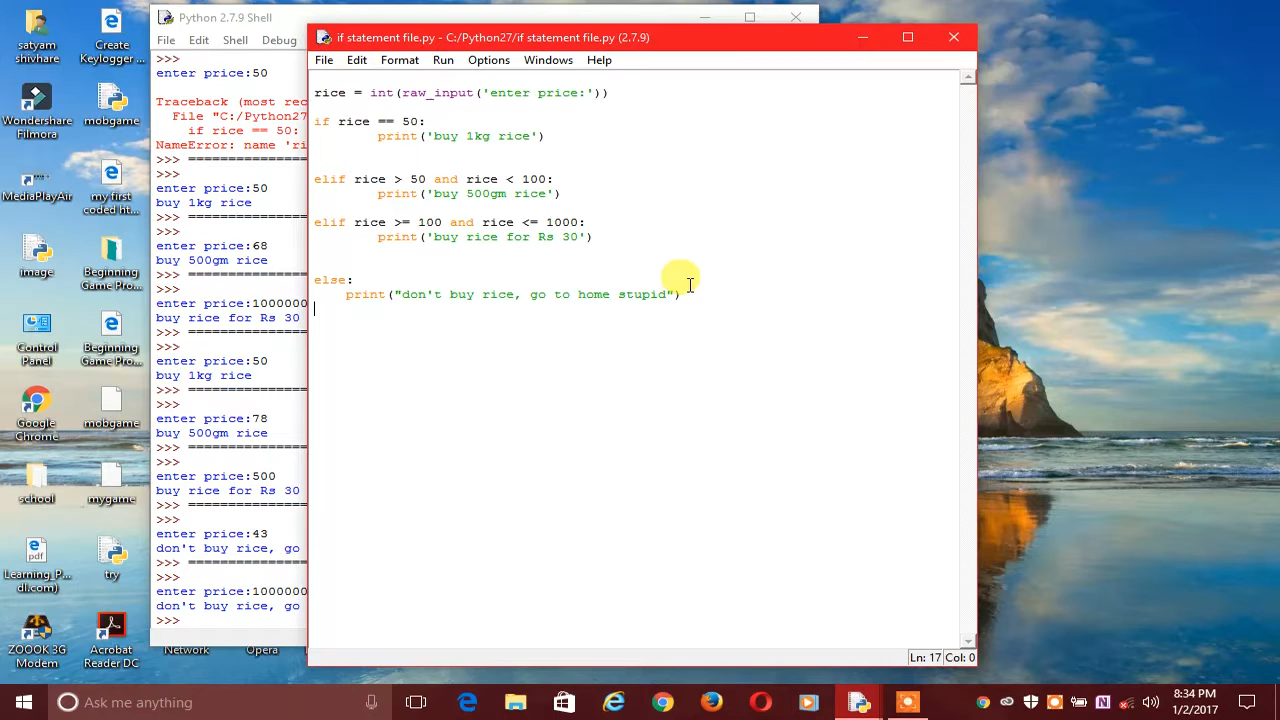 satyam
shivhare
Create
Keylogger ...
Wondershare
Filmora
mobgame
MediaPlayAir
my first
coded ht...
image
Beginning
Game Pro...
Control
Panel
Beginning
Game Pro...
Google
Chrome
mobgame
school
mygame
pdf
Learning_P...
dl.com)
try
ZOOOK 3G
Modem
Acrobat
Reader DC
Network
Opera
Python 2.7.9 Shell
File Edit Shell Debug
>>>
enter price:50
Traceback (most rec
File "C:/Python27
if rice == 50:
NameError: name 'ri
>>> ===============
>>>
enter price:50
buy 1kg rice
>>> ===============
>>>
enter price:68
buy 500gm rice
>>> ===============
>>>
enter price:1000000
buy rice for Rs 30
>>> ===============
>>>
enter price:50
buy 1kg rice
>>> ===============
>>>
enter price:78
buy 500gm rice
>>> ===============
>>>
enter price:500
buy rice for Rs 30
>>> ===============
>>>
enter price:43
don't buy rice, go
>>> ===============
>>>
enter price:1000000
don't buy rice, go
>>>
if statement file.py - C:/Python27/if statement file.py (2.7.9)
File Edit Format Run Options Windows Help
rice = int(raw_input('enter price:'))
if rice == 50:
print('buy 1kg rice')
elif rice > 50 and rice < 100:
print('buy 500gm rice')
elif rice >= 100 and rice <= 1000:
print('buy rice for Rs 30')
else:
print("don't buy rice, go to home stupid")
Ln: 17 Col: 0
Ask me anything
8:34 PM
1/2/2017